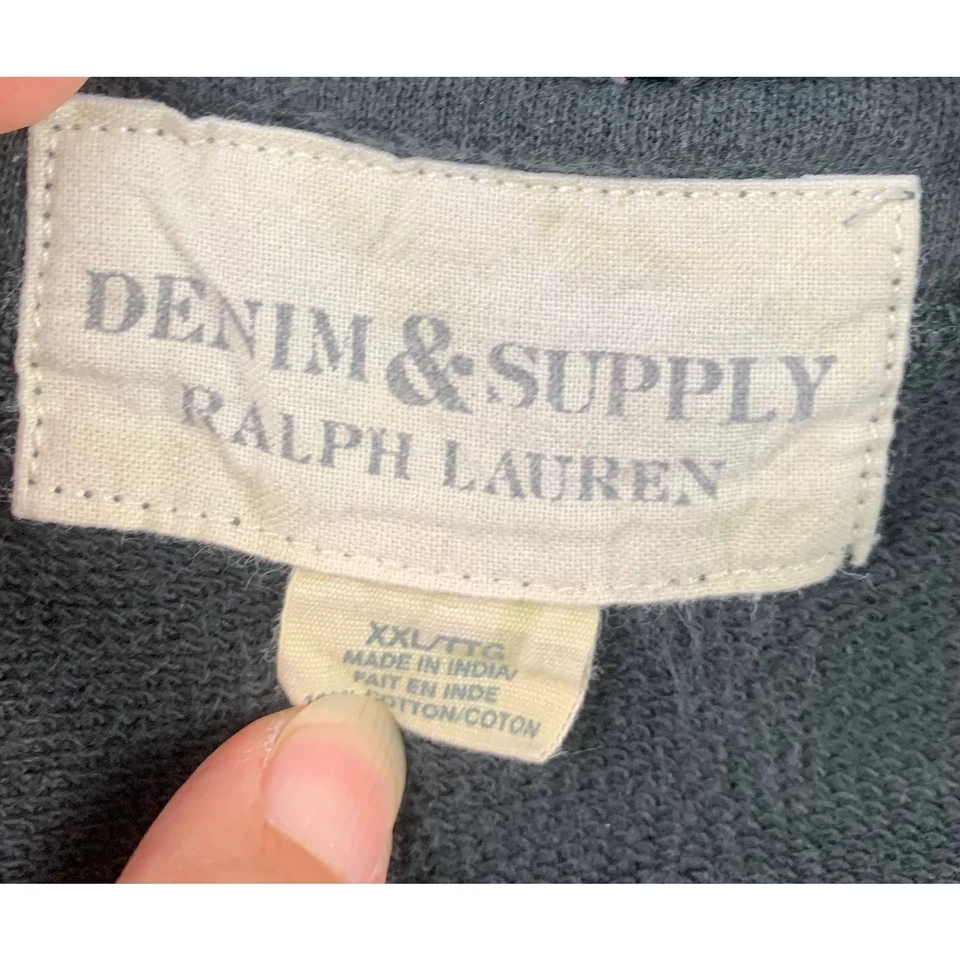 DENIM & SUPPLY
RALPH LAUREN
XXL/TTG
MADE IN INDIA/
FAIT EN INDE
COTTON/COTON